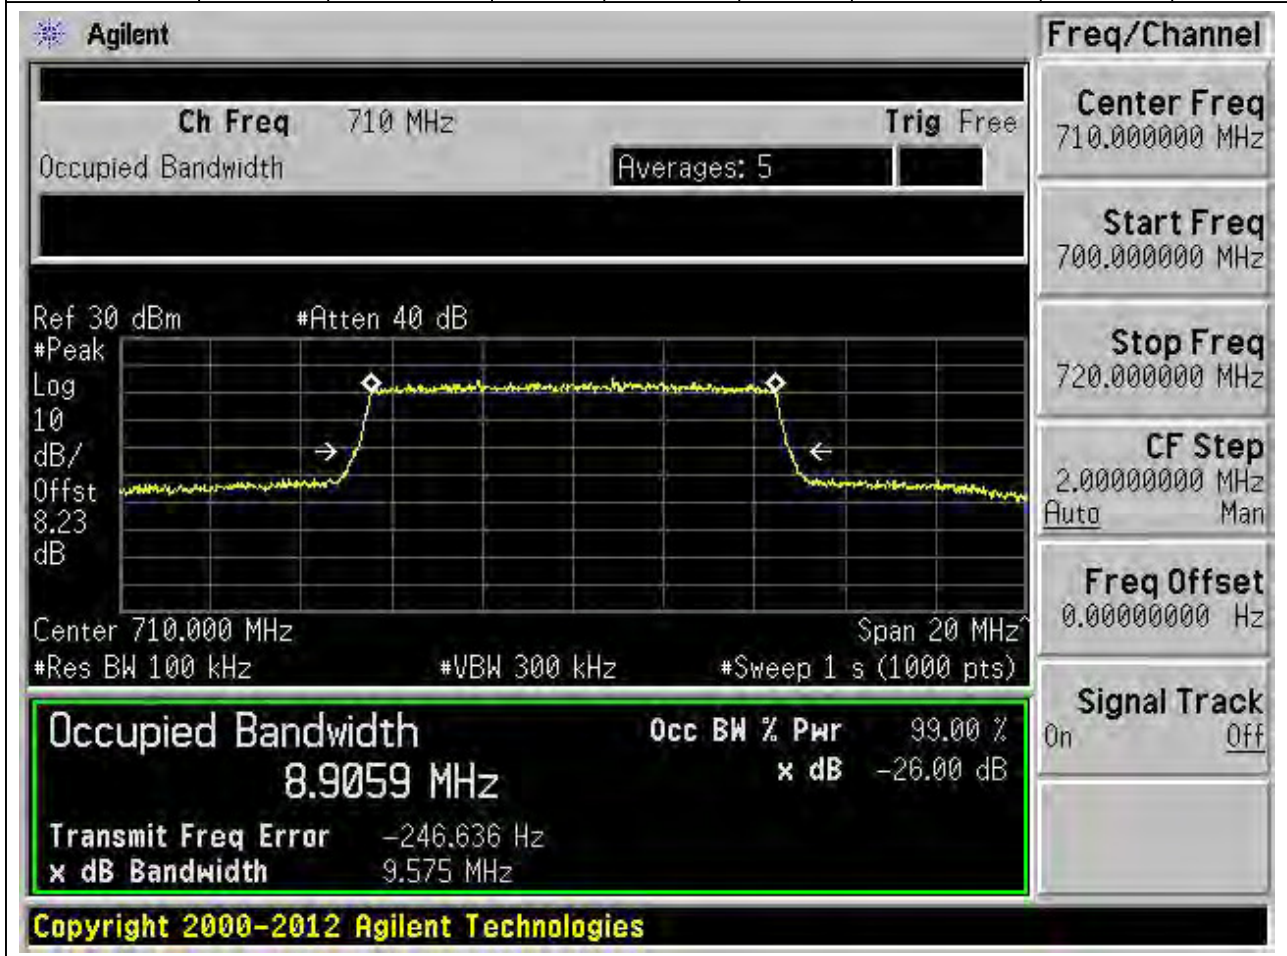 Agilent
Freq/Channel
Ch Freq 710 MHz Trig Free
Occupied Bandwidth Averages: 5
Center Freq
710.000000 MHz
Start Freq
700.000000 MHz
Stop Freq
720.000000 MHz
CF Step
2.00000000 MHz
Auto Man
Freq Offset
0.00000000 Hz
Signal Track
On Off
Ref 30 dBm #Atten 40 dB
#Peak
Log
10
dB/
Offst
8.23
dB
Center 710.000 MHz Span 20 MHz^
#Res BW 100 kHz #VBW 300 kHz #Sweep 1 s (1000 pts)
Occupied Bandwidth Occ BW % Pwr 99.00 %
8.9059 MHz x dB -26.00 dB
Transmit Freq Error -246.636 Hz
x dB Bandwidth 9.575 MHz
Copyright 2000-2012 Agilent Technologies